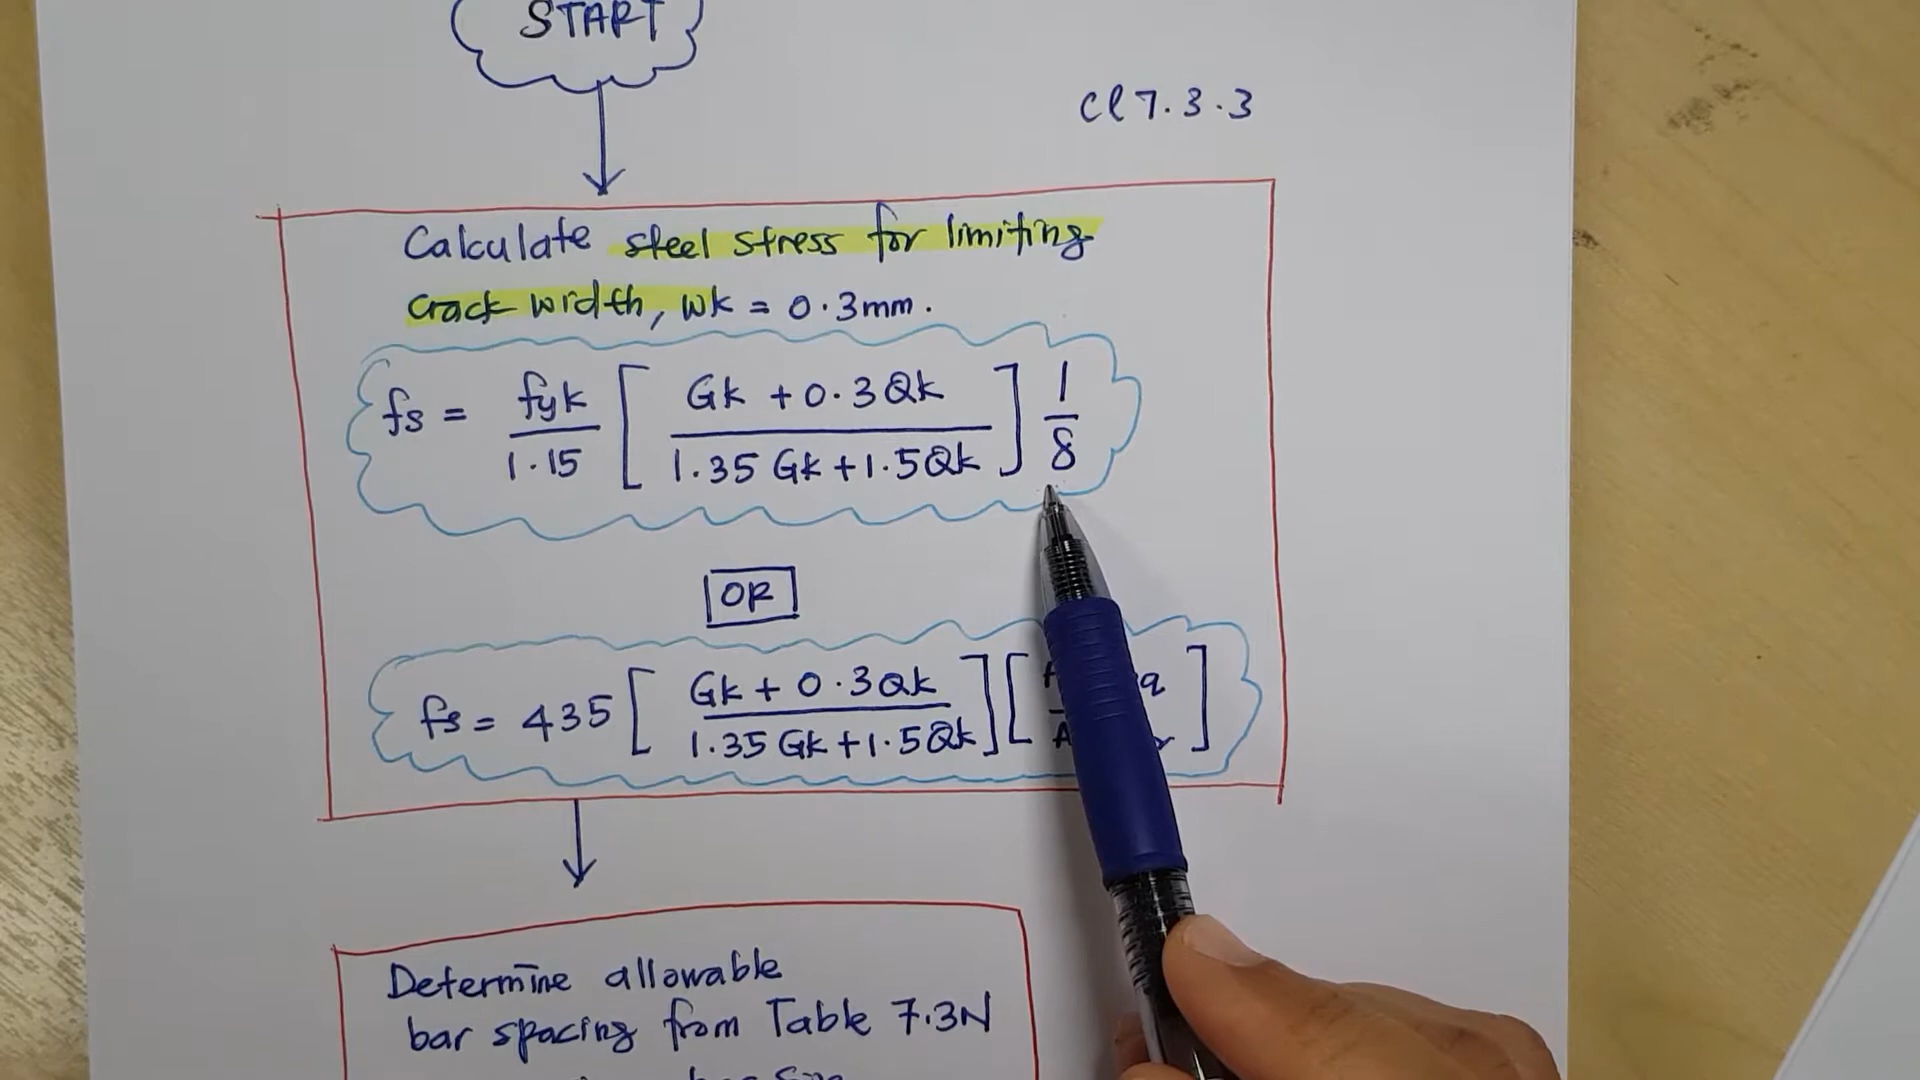 START
Cl 7.3.3
Calculate steel stress for limiting
crack width, wk = 0.3mm.
fs = fyk/1.15 [ Gk + 0.3Qk / 1.35 Gk + 1.5Qk ] 1/8
OR
fs = 435 [ Gk + 0.3Qk / 1.35 Gk + 1.5Qk ] [ ]
Determine allowable
bar spacing from Table 7.3N